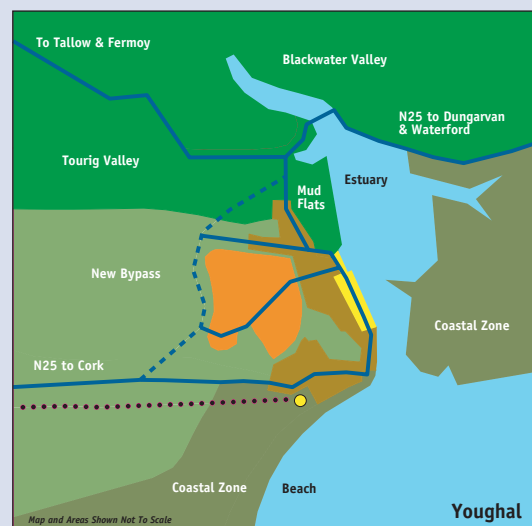 To Tallow & Fermoy
Blackwater Valley
N25 to Dungarvan
& Waterford
Tourig Valley
Estuary
Mud
Flats
New Bypass
Coastal Zone
N25 to Cork
Coastal Zone
Beach
Youghal
Map and Areas Shown Not To Scale